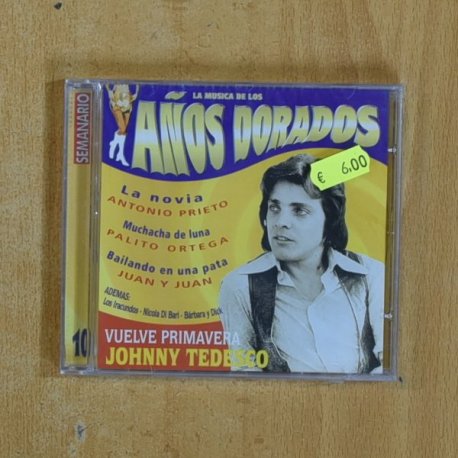 LA MUSICA DE LOS
AÑOS DORADOS
€ 6,00
SEMANARIO
La novia
ANTONIO PRIETO
Muchacha de luna
PALITO ORTEGA
Bailando en una pata
JUAN Y JUAN
ADEMAS:
Los Iracundos - Nicola Di Bari - Bárbara y Dick
VUELVE PRIMAVERA
JOHNNY TEDESCO
10